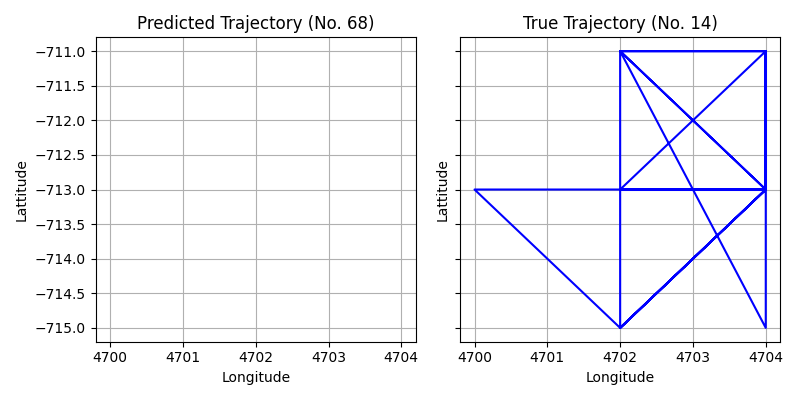 Predicted Trajectory (No. 68)
Lattitude
−711.0
−711.5
−712.0
−712.5
−713.0
−713.5
−714.0
−714.5
−715.0
4700 4701 4702 4703 4704
Longitude
True Trajectory (No. 14)
Lattitude
4700 4701 4702 4703 4704
Longitude